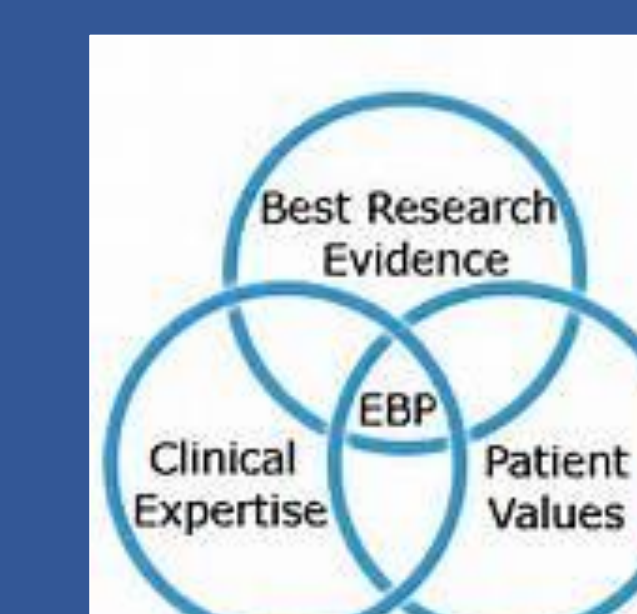 Best Research
Evidence
EBP
Clinical
Expertise
Patient
Values